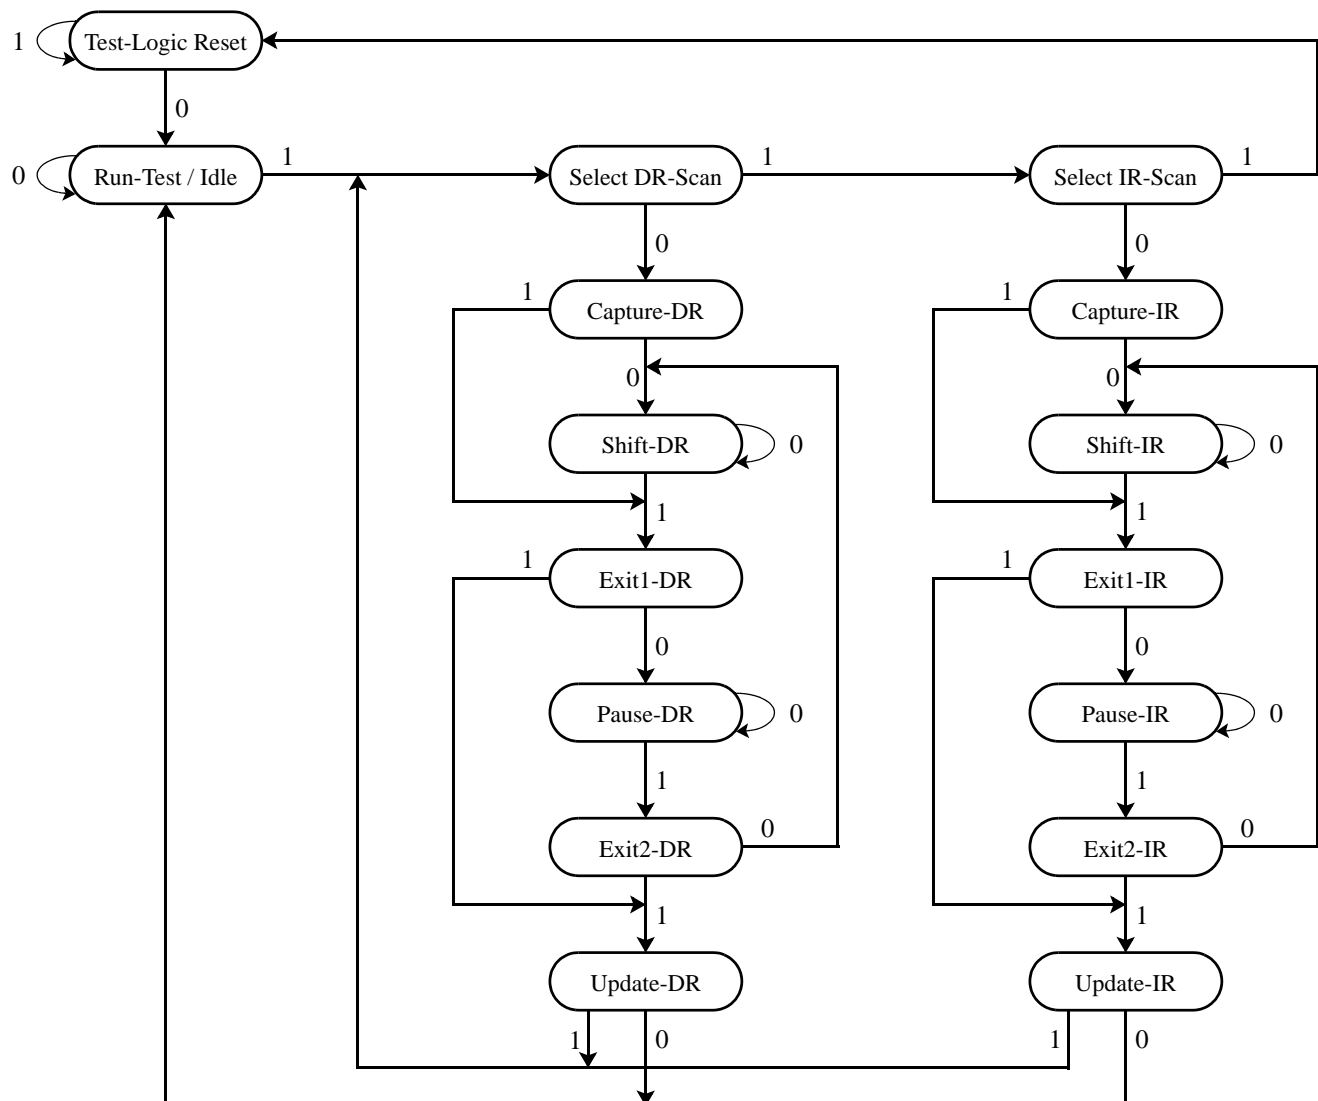 1
Test-Logic Reset
0
0
Run-Test / Idle
1
Select DR-Scan
1
Select IR-Scan
1
0
0
1
Capture-DR
1
Capture-IR
0
0
Shift-DR
0
Shift-IR
0
1
1
1
Exit1-DR
1
Exit1-IR
0
0
Pause-DR
0
Pause-IR
0
1
1
Exit2-DR
0
Exit2-IR
0
1
1
Update-DR
Update-IR
1
0
1
0